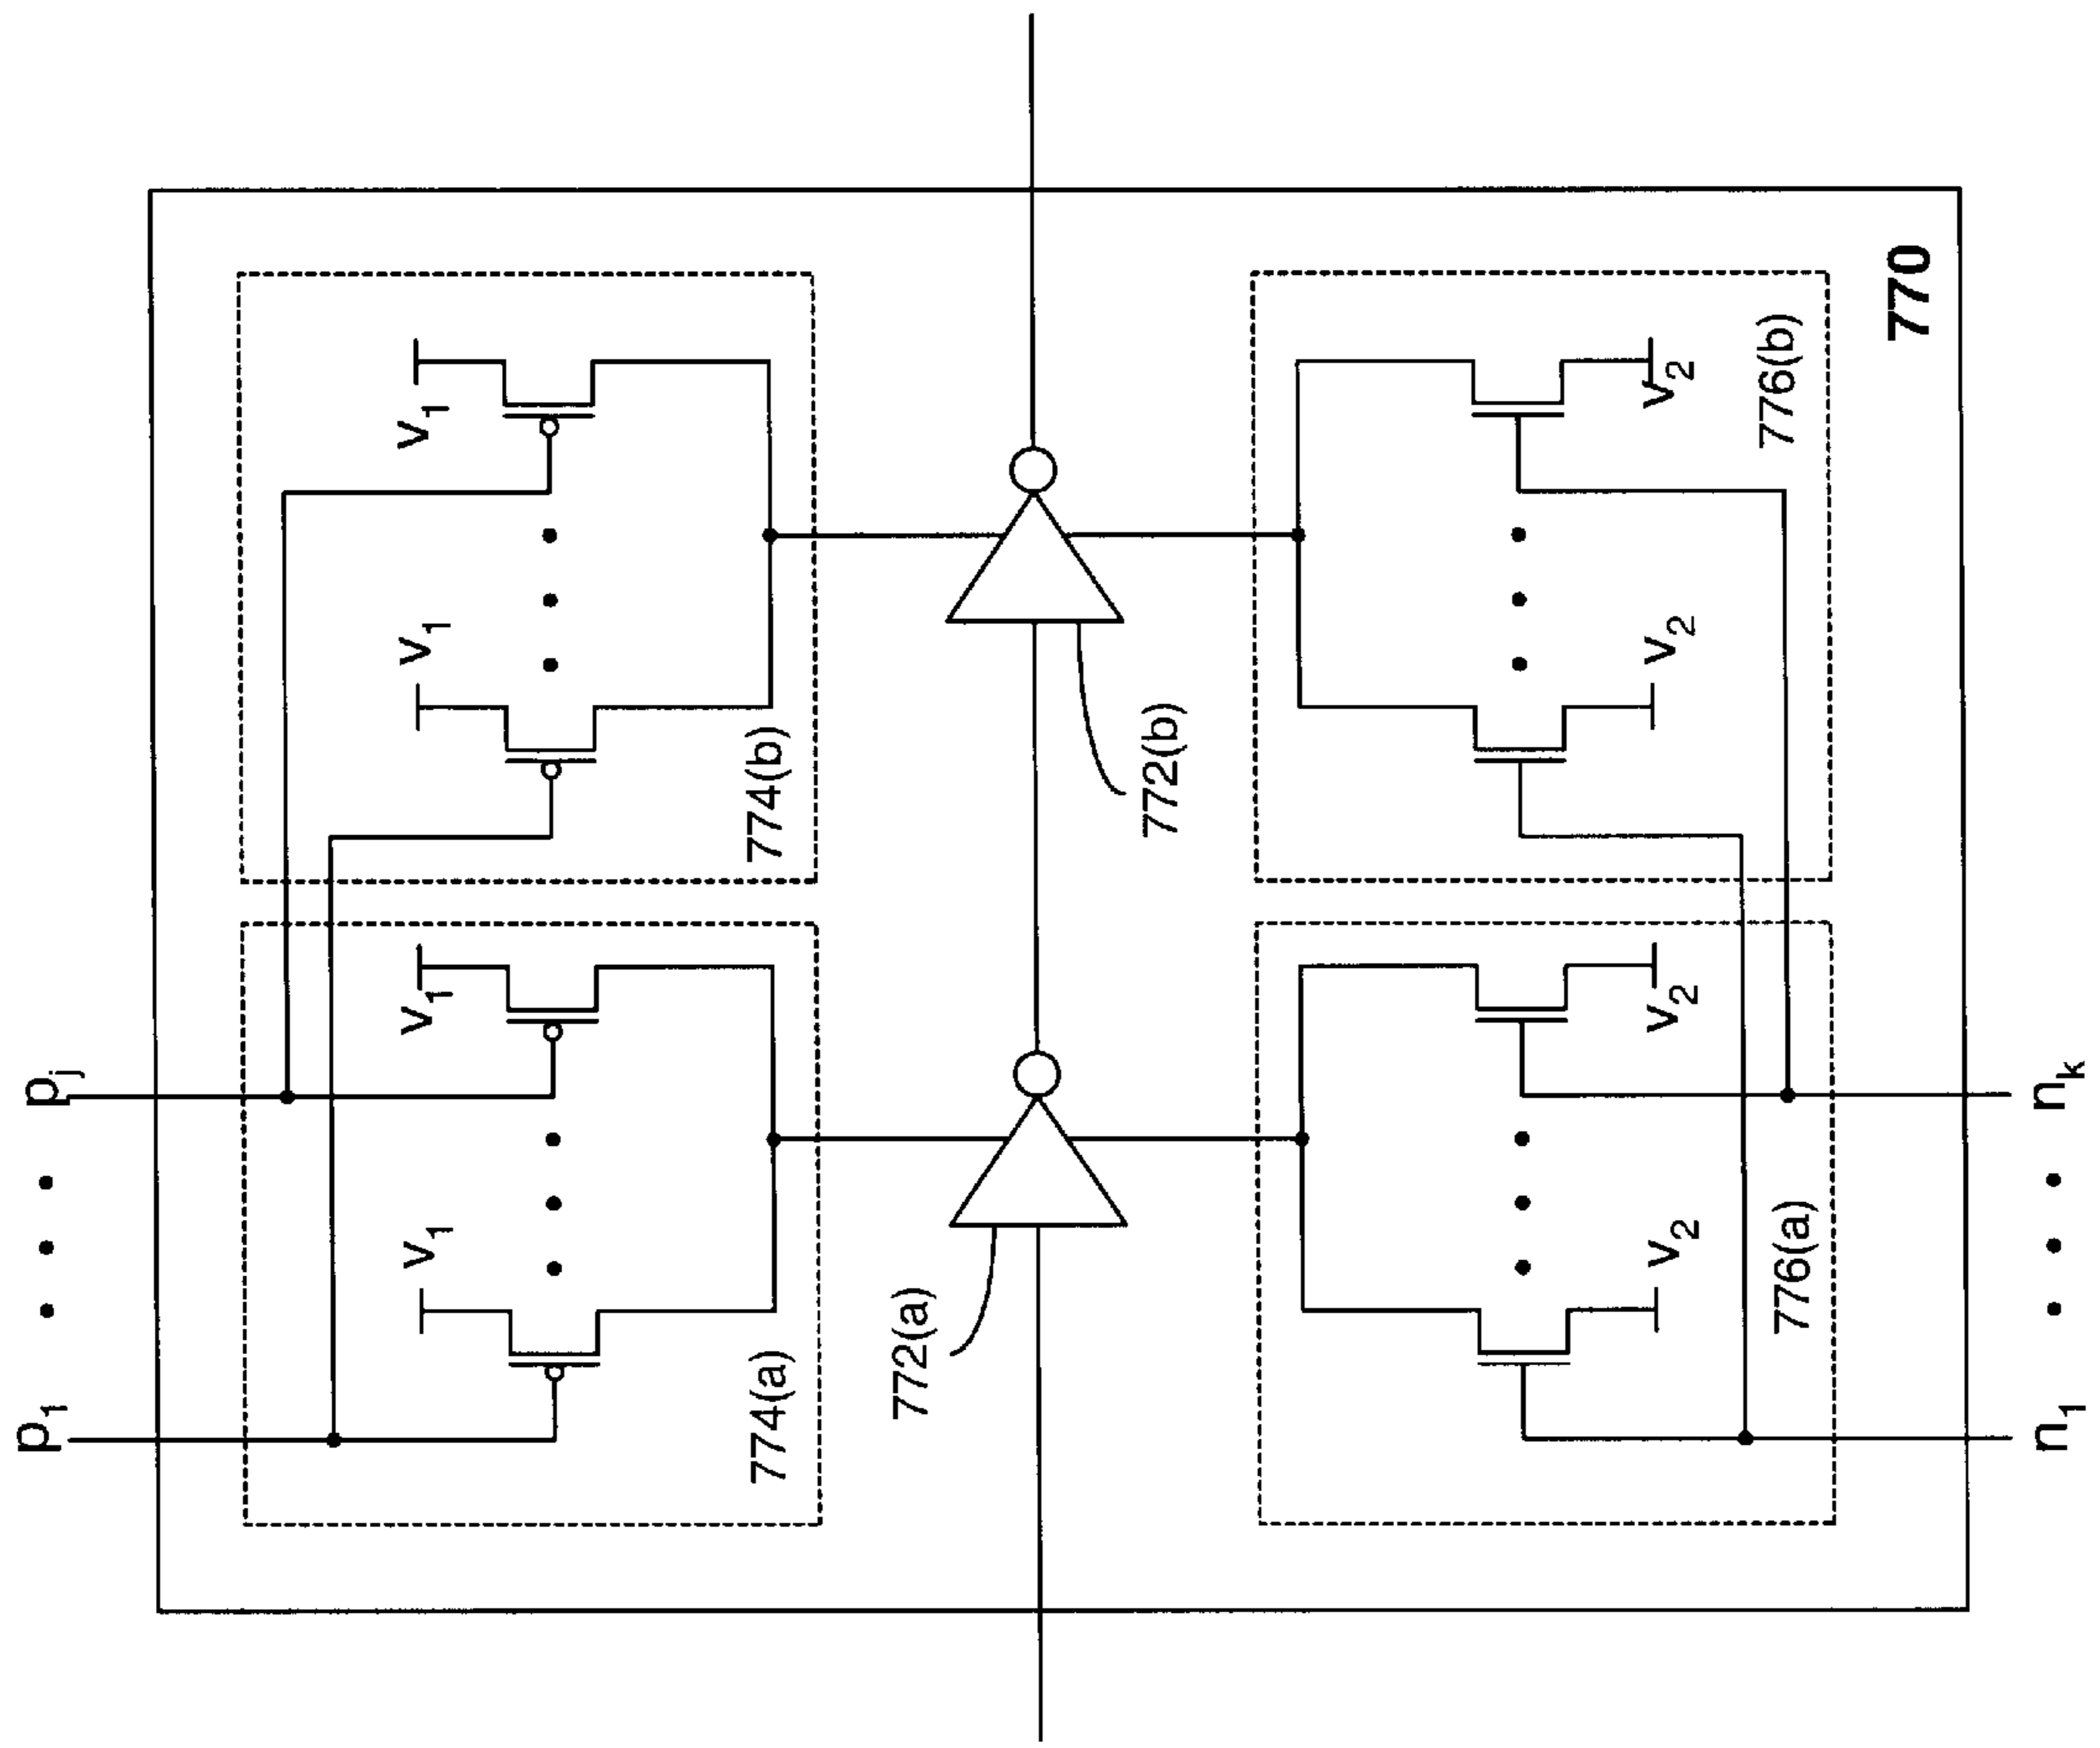 p1 • • • pj
V1
V1
V1
V1
774(a)
774(b)
772(a)
772(b)
V2
V2
V2
V2
776(a)
776(b)
770
n1 • • • nk